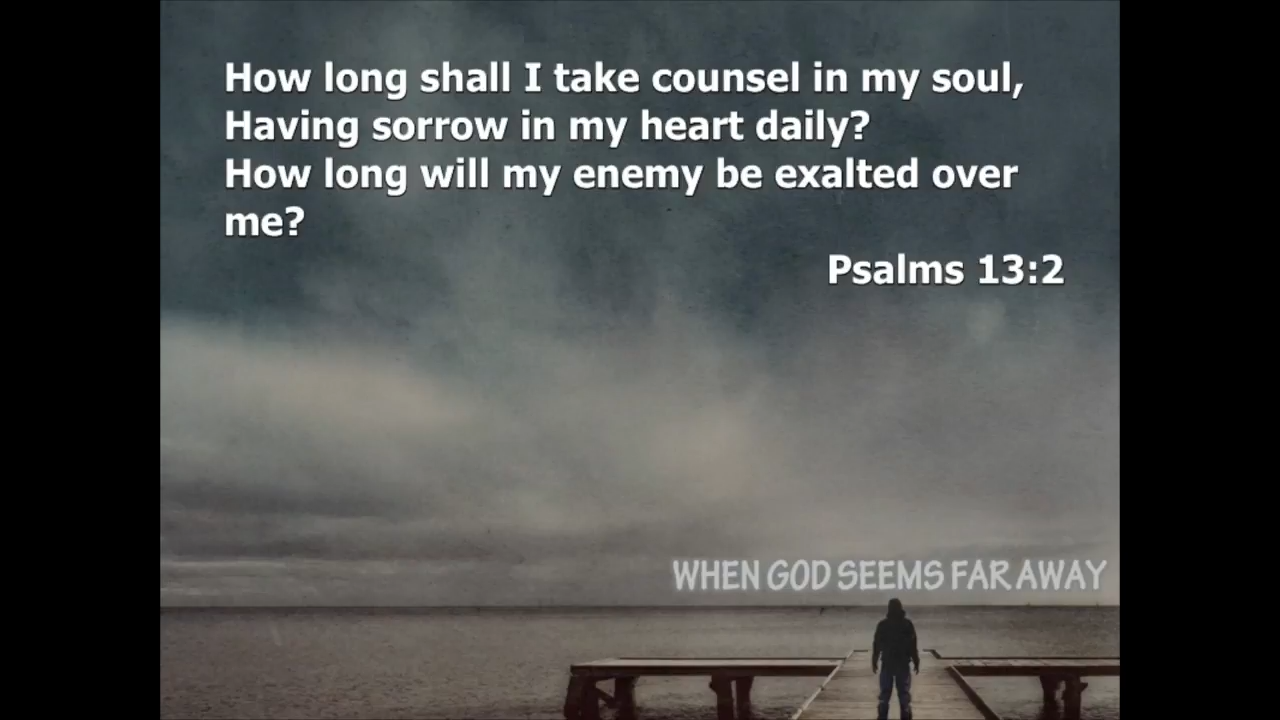 How long shall I take counsel in my soul,
Having sorrow in my heart daily?
How long will my enemy be exalted over
me?
Psalms 13:2
WHEN GOD SEEMS FAR AWAY